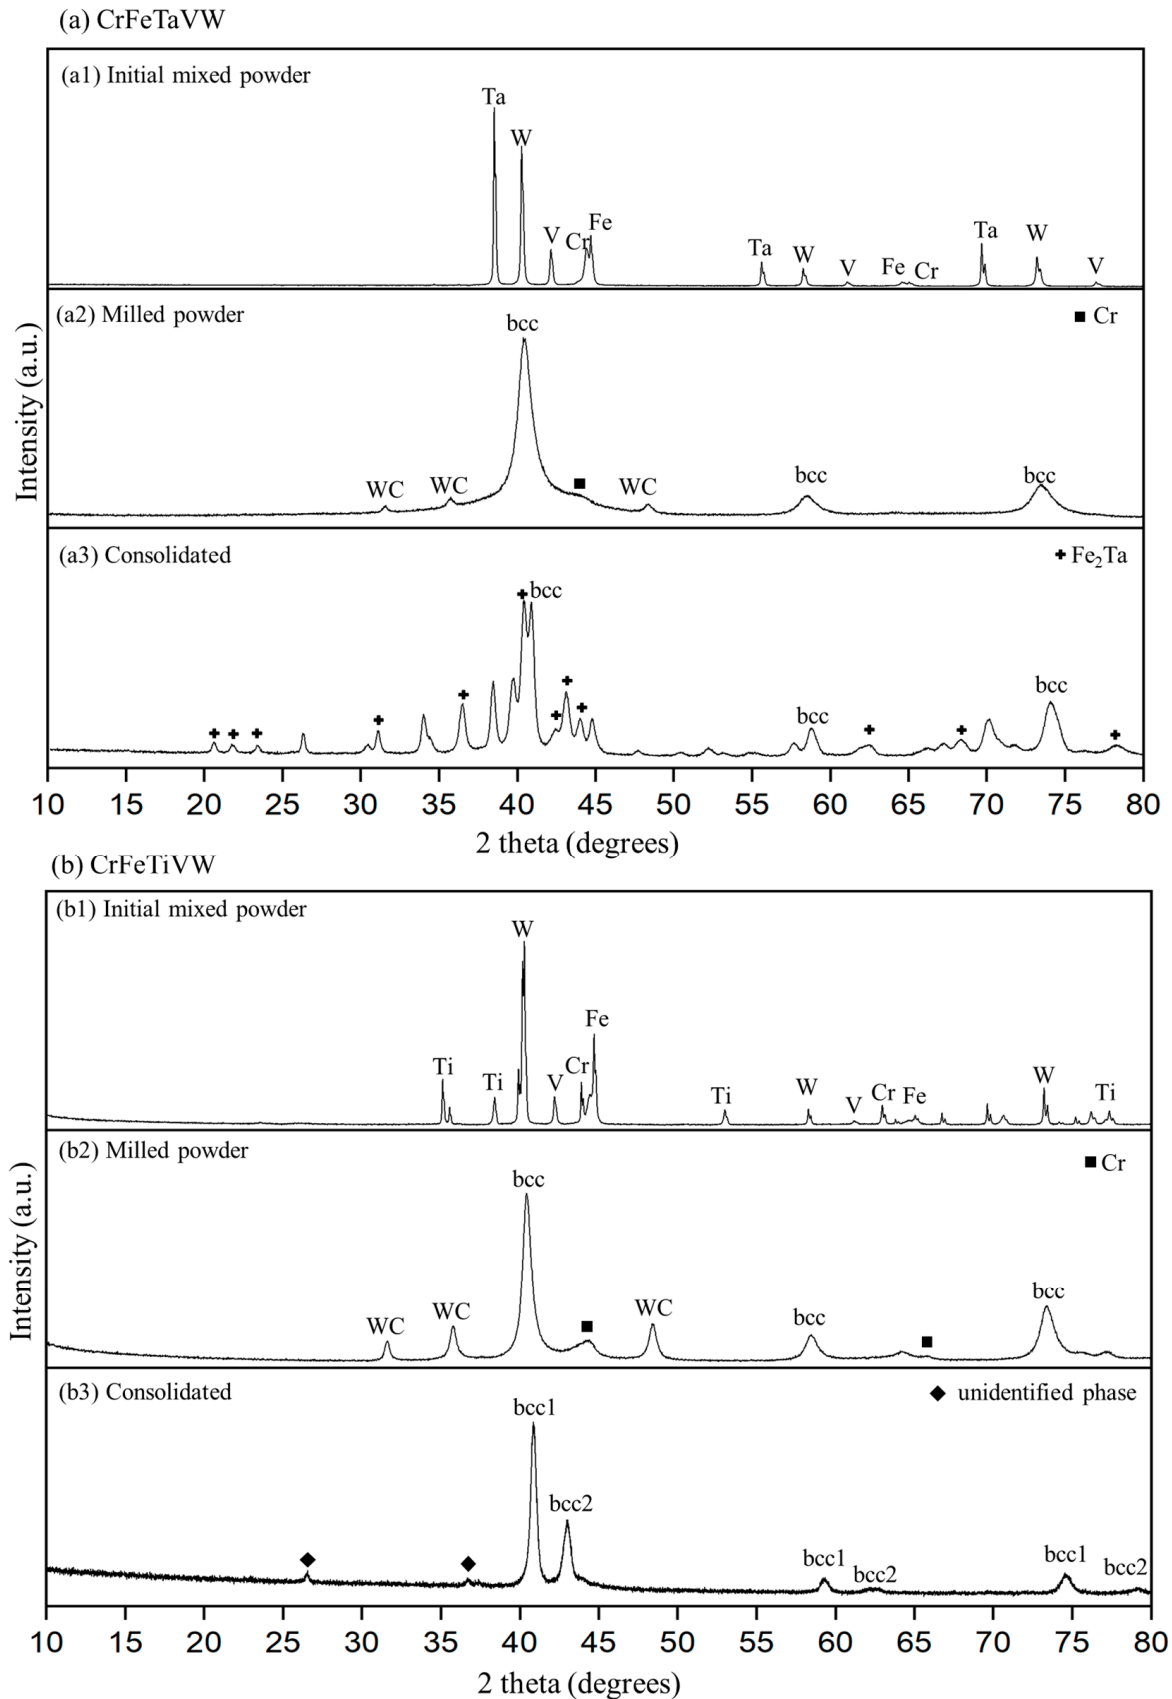 (a) CrFeTaVW
(a1) Initial mixed powder
Ta
W
V
Cr
Fe
Ta
W
V
Fe
Cr
Ta
W
V
(a2) Milled powder
■ Cr
bcc
WC
WC
WC
bcc
bcc
(a3) Consolidated
Fe₂Ta
bcc
bcc
bcc
Intensity (a.u.)
10 15 20 25 30 35 40 45 50 55 60 65 70 75 80
2 theta (degrees)
(b) CrFeTiVW
(b1) Initial mixed powder
W
Ti
Ti
V
Cr
Fe
Ti
W
V
Cr
Fe
W
Ti
(b2) Milled powder
■ Cr
bcc
WC
WC
WC
bcc
bcc
(b3) Consolidated
◆ unidentified phase
bcc1
bcc2
bcc1
bcc2
bcc1
bcc2
Intensity (a.u.)
10 15 20 25 30 35 40 45 50 55 60 65 70 75 80
2 theta (degrees)